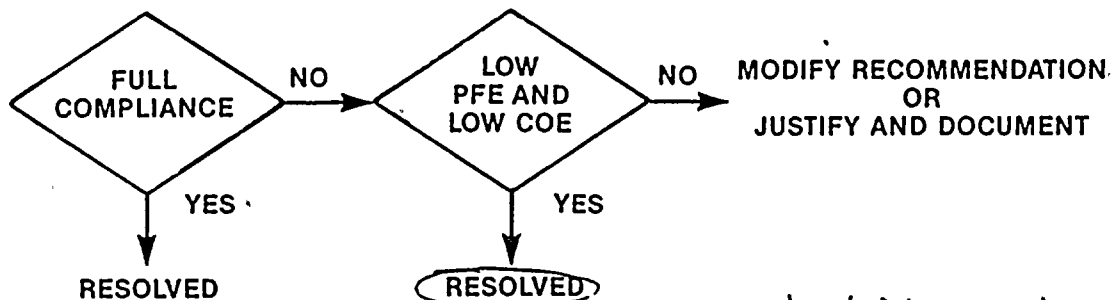 FULL
COMPLIANCE
NO
LOW
PFE AND
LOW COE
NO
MODIFY RECOMMENDATION
OR
JUSTIFY AND DOCUMENT
YES
YES
RESOLVED
RESOLVED